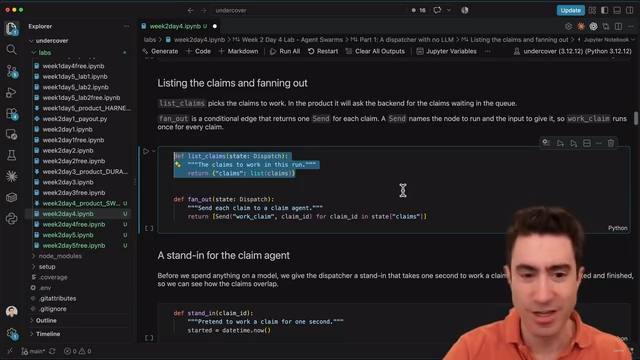 undercover
16
Update
undercover
labs
week1day4free.ipynb
week1day5_lab1.ipynb
week1day5_lab2.ipynb
week1day5_lab2free.ipynb
week1day5_product_HARNE...
week2day1_payout.py
week2day1.ipynb
week2day2.ipynb
week2day2free.ipynb
week2day3_product_DURA...
week2day3.ipynb
week2day3free.ipynb
week2day4_product_SW... U
week2day4.ipynb U
week2day4free.ipynb U
week2day5.ipynb U
week2day5free.ipynb U
node_modules
setup
.coverage
.env
.gitattributes
.gitignore
Outline
Timeline
main*
week2day4.ipynb U
labs > week2day4.ipynb > Week 2 Day 4 Lab - Agent Swarms > Part 1: A dispatcher with no LLM > Listing the claims and fanning out
Generate + Code + Markdown Run All Restart Clear All Outputs Jupyter Variables ... undercover (3.12.12) (Python 3.12.12)
Listing the claims and fanning out
list_claims picks the claims to work. In the product it will ask the backend for the claims waiting in the queue.
fan_out is a conditional edge that returns one Send for each claim. A Send names the node to run and the input to give it, so work_claim runs
once for every claim.
def list_claims(state: Dispatch):
"""The claims to work in this run."""
return {"claims": list(claims)}
def fan_out(state: Dispatch):
"""Send each claim to a claim agent."""
return [Send("work_claim", claim_id) for claim_id in state["claims"]]
[ ]
Python
A stand-in for the claim agent
Before we spend anything on a model, we give the dispatcher a stand-in that takes one second to work a claim
ted and finished,
so we can see how the claims overlap.
def stand_in(claim_id):
"""Pretend to work a claim for one second."""
started = datetime.now()